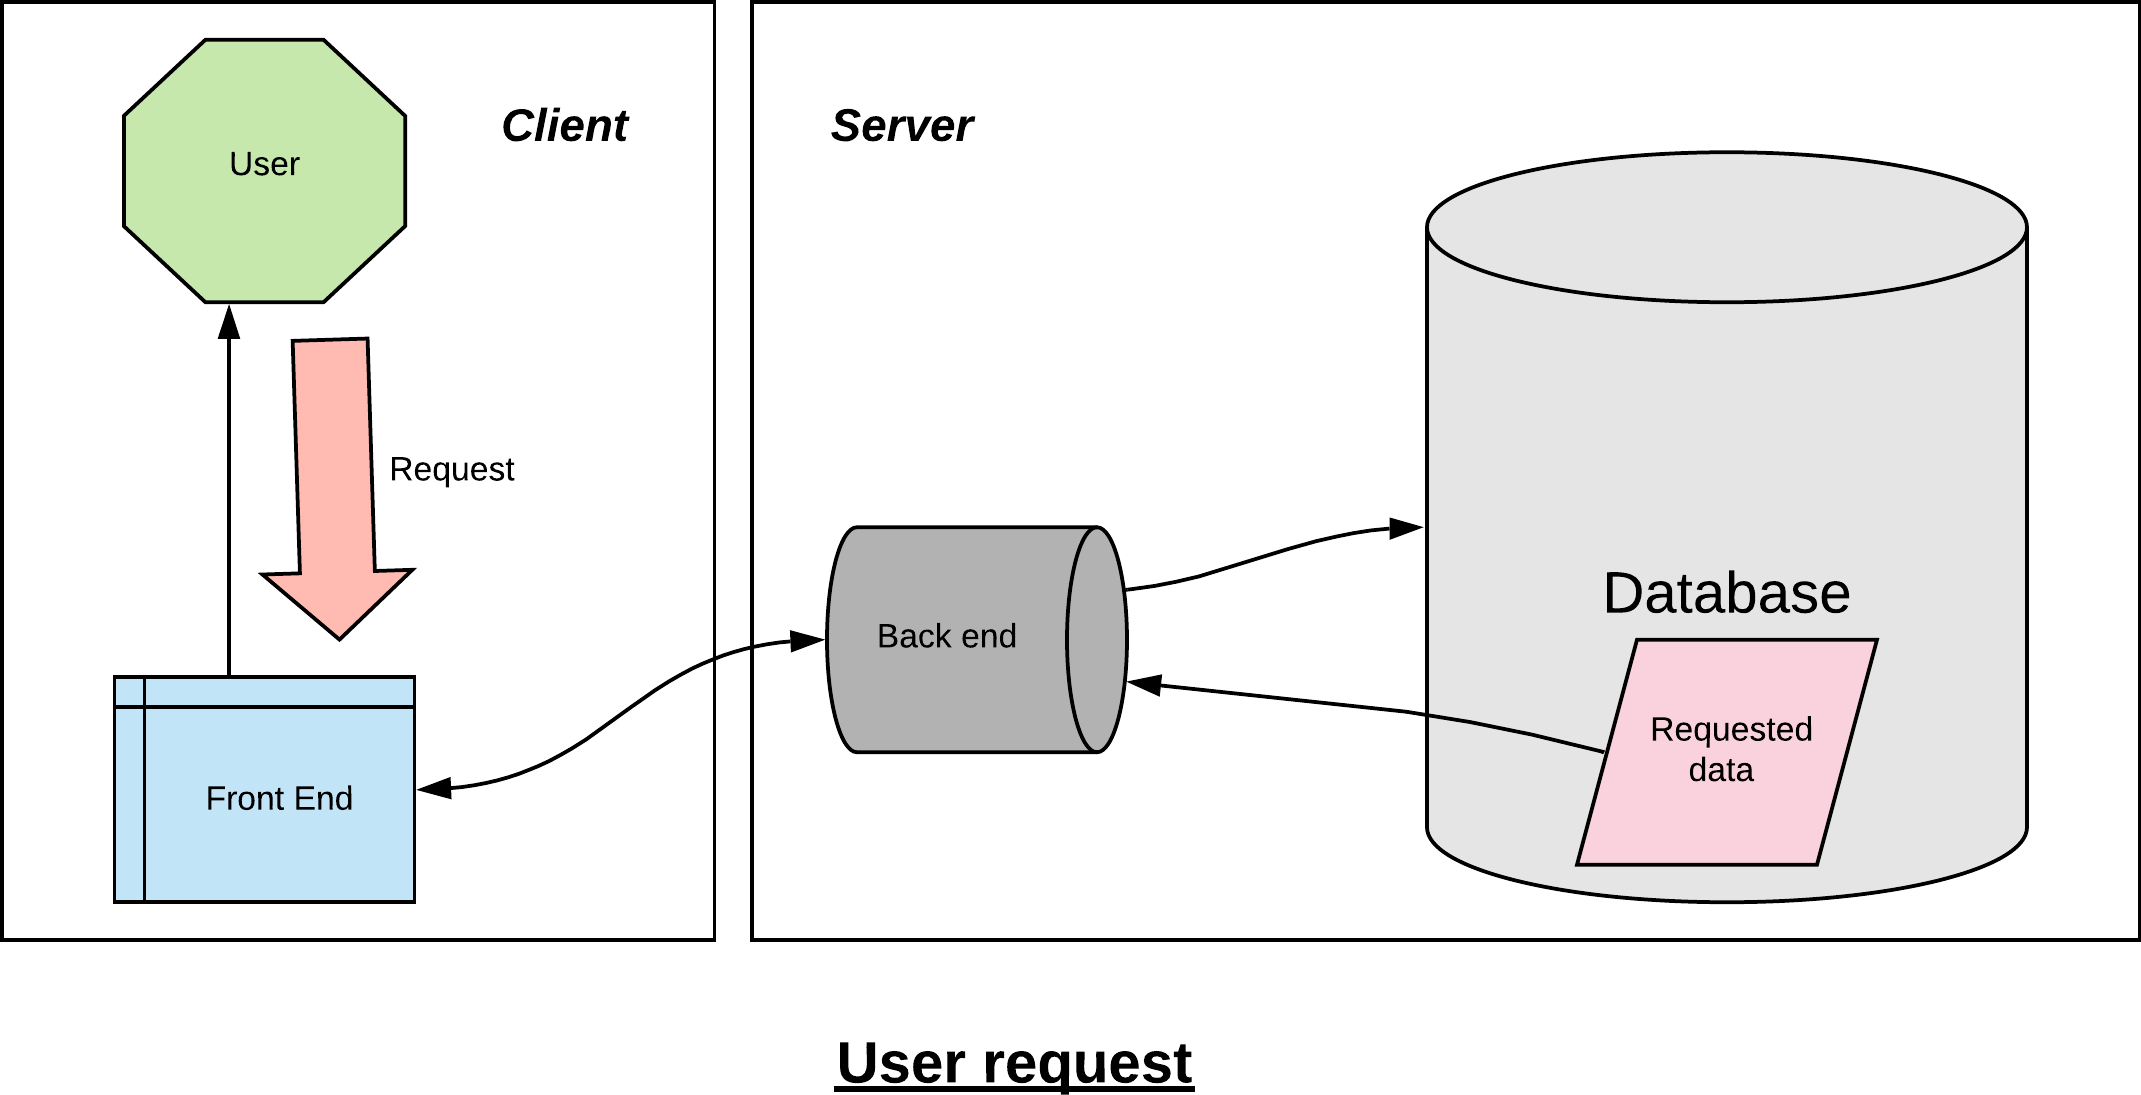 User
Client
Server
Request
Database
Back end
Requested
data
Front End
User request